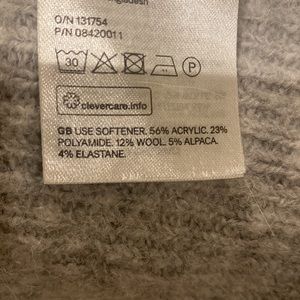 O/N 131754
P/N 08420011
30 P
clevercare.info
GB USE SOFTENER. 56% ACRYLIC. 23%
POLYAMIDE. 12% WOOL. 5% ALPACA.
4% ELASTANE.